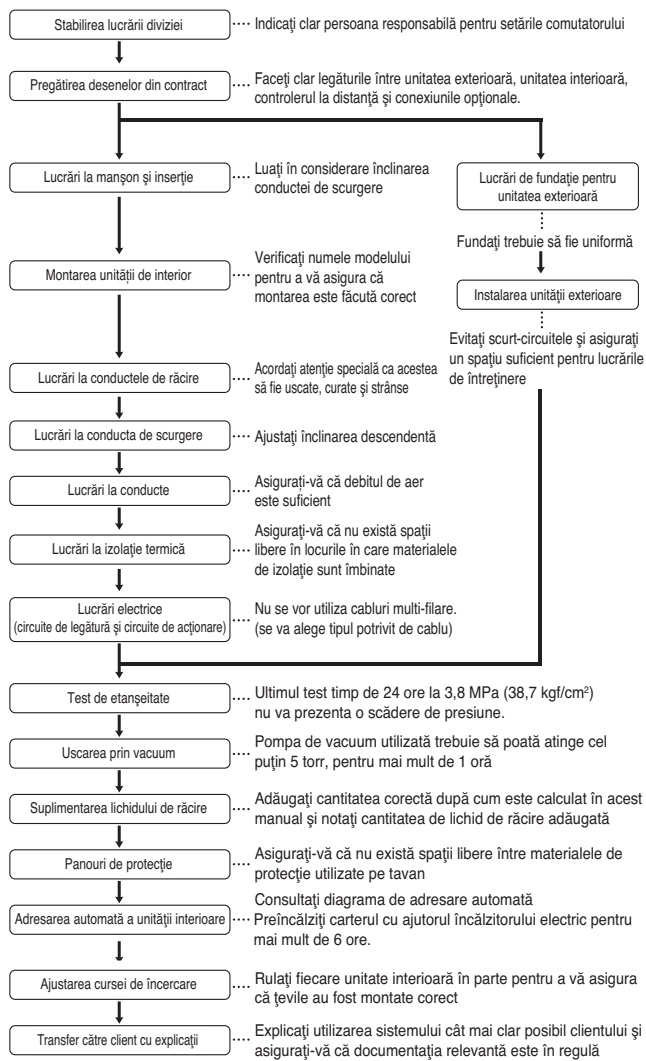 Stabilirea lucrării diviziei
Indicaţi clar persoana responsabilă pentru setările comutatorului
Pregătirea desenelor din contract
Faceţi clar legăturile între unitatea exterioară, unitatea interioară,
controlerul la distanţă şi conexiunile opţionale.
Lucrări la manşon şi inserţie
Luaţi în considerare înclinarea
conductei de scurgere
Lucrări de fundaţie pentru
unitatea exterioară
Fundaţi trebuie să fie uniformă
Montarea unităţii de interior
Verificaţi numele modelului
pentru a vă asigura că
montarea este făcută corect
Instalarea unităţii exterioare
Evitaţi scurt-circuitele şi asiguraţi
un spaţiu suficient pentru lucrările
de întreţinere
Lucrări la conductele de răcire
Acordaţi atenţie specială ca acestea
să fie uscate, curate şi strânse
Lucrări la conducta de scurgere
Ajustaţi înclinarea descendentă
Lucrări la conducte
Asiguraţi-vă că debitul de aer
este suficient
Lucrări la izolaţie termică
Asiguraţi-vă că nu există spaţii
libere în locurile în care materialele
de izolaţie sunt îmbinate
Lucrări electrice
(circuite de legătură şi circuite de acţionare)
Nu se vor utiliza cabluri multi-filare.
(se va alege tipul potrivit de cablu)
Test de etanşeitate
Ultimul test timp de 24 ore la 3,8 MPa (38,7 kgf/cm²)
nu va prezenta o scădere de presiune.
Uscarea prin vacuum
Pompa de vacuum utilizată trebuie să poată atinge cel
puţin 5 torr, pentru mai mult de 1 oră
Suplimentarea lichidului de răcire
Adăugaţi cantitatea corectă după cum este calculat în acest
manual şi notaţi cantitatea de lichid de răcire adăugată
Panouri de protecţie
Asiguraţi-vă că nu există spaţii libere între materialele de
protecţie utilizate pe tavan
Adresarea automată a unităţii interioare
Consultaţi diagrama de adresare automată
Preîncălziţi carterul cu ajutorul încălzitorului electric pentru
mai mult de 6 ore.
Ajustarea cursei de încercare
Rulaţi fiecare unitate interioară în parte pentru a vă asigura
că ţevile au fost montate corect
Transfer către client cu explicaţii
Explicaţi utilizarea sistemului cât mai clar posibil clientului şi
asiguraţi-vă că documentaţia relevantă este în regulă